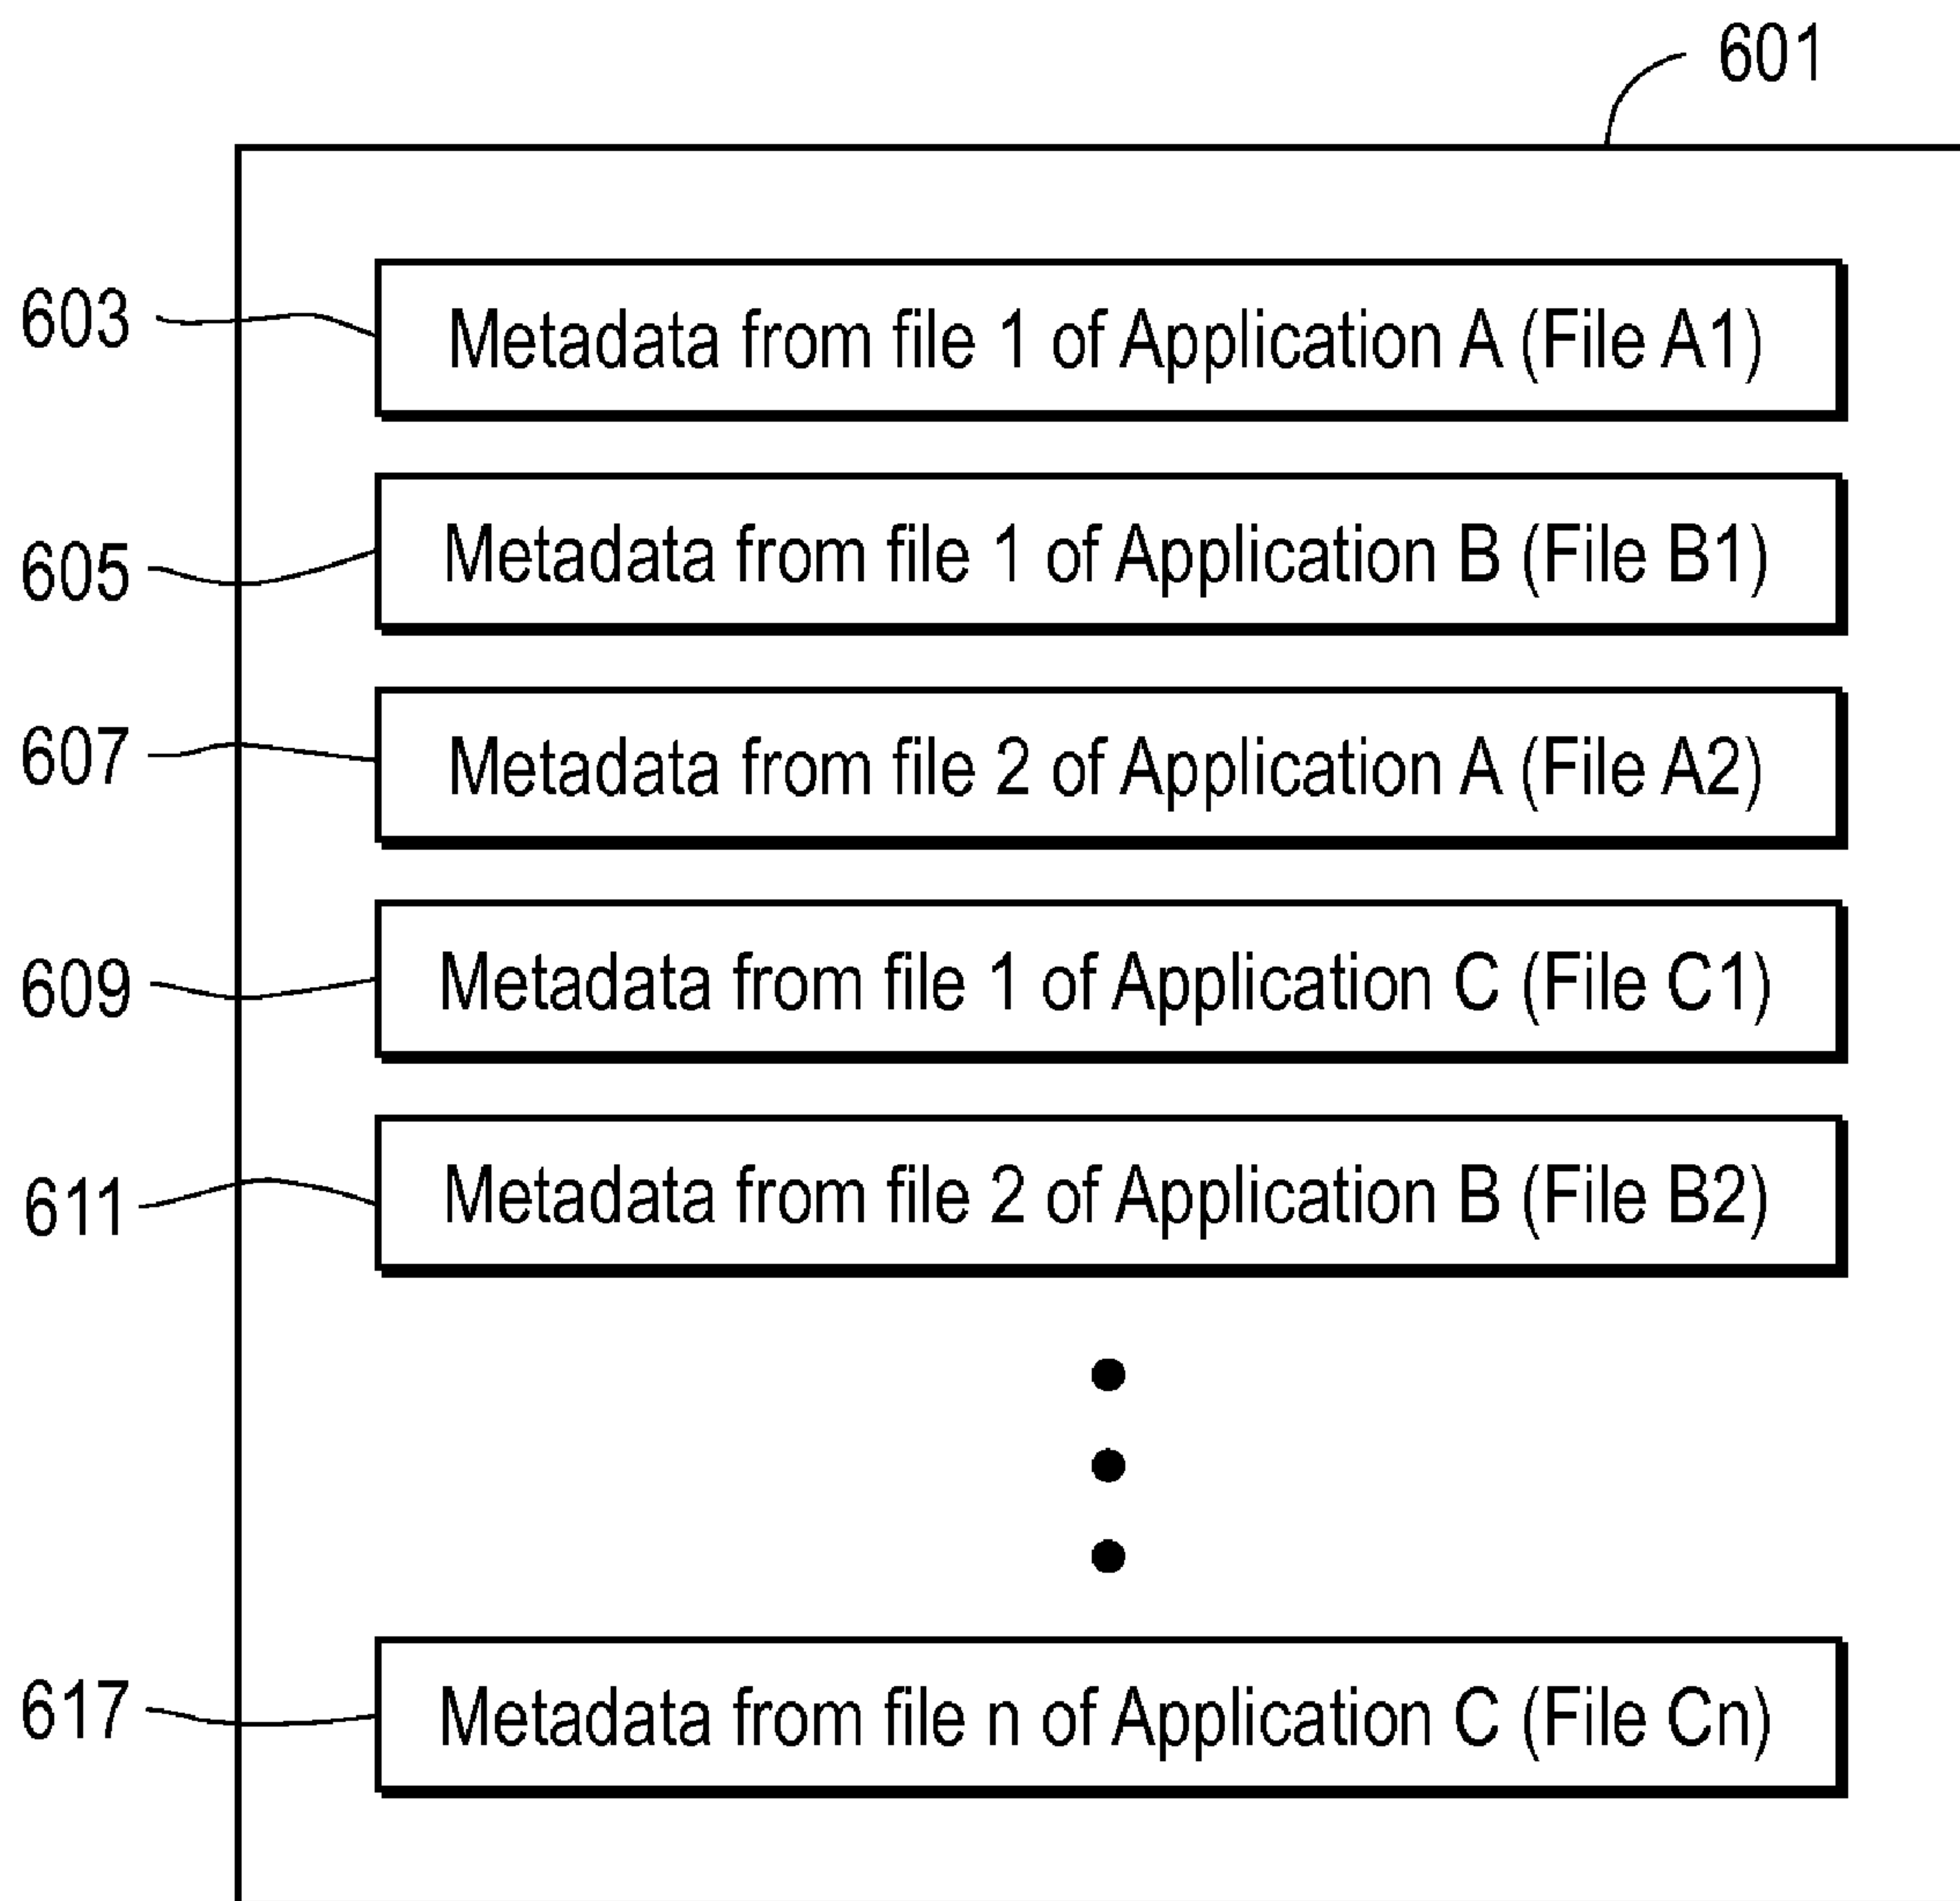 601
603 Metadata from file 1 of Application A (File A1)
605 Metadata from file 1 of Application B (File B1)
607 Metadata from file 2 of Application A (File A2)
609 Metadata from file 1 of Application C (File C1)
611 Metadata from file 2 of Application B (File B2)
617 Metadata from file n of Application C (File Cn)